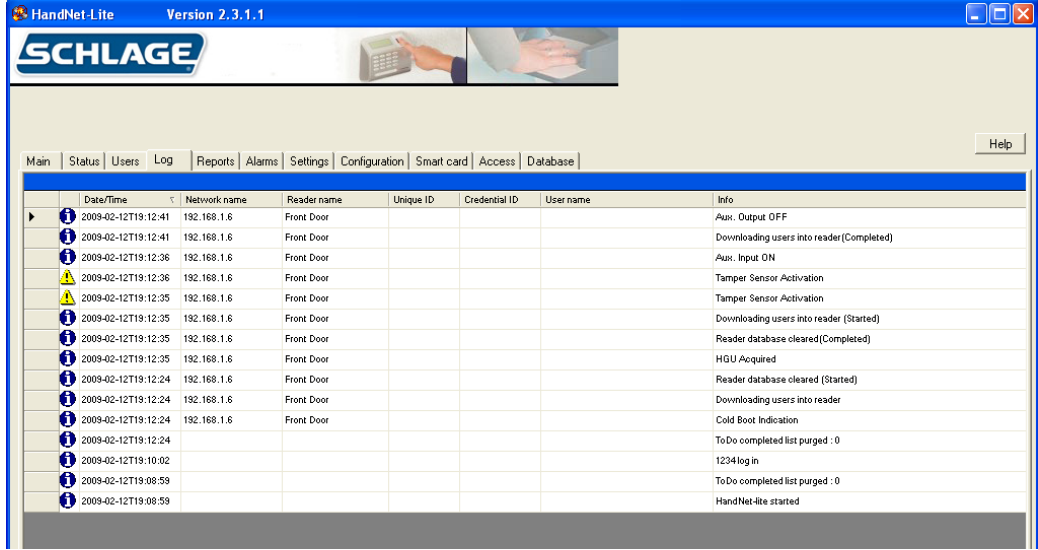 HandNet-Lite Version 2.3.1.1
SCHLAGE
Help
Main Status Users Log Reports Alarms Settings Configuration Smart card Access Database
Date/Time Network name Reader name Unique ID Credential ID User name Info
2009-02-12T19:12:41 192.168.1.6 Front Door Aux. Output OFF
2009-02-12T19:12:41 192.168.1.6 Front Door Downloading users into reader(Completed)
2009-02-12T19:12:36 192.168.1.6 Front Door Aux. Input ON
2009-02-12T19:12:36 192.168.1.6 Front Door Tamper Sensor Activation
2009-02-12T19:12:35 192.168.1.6 Front Door Tamper Sensor Activation
2009-02-12T19:12:35 192.168.1.6 Front Door Downloading users into reader (Started)
2009-02-12T19:12:35 192.168.1.6 Front Door Reader database cleared(Completed)
2009-02-12T19:12:35 192.168.1.6 Front Door HGU Acquired
2009-02-12T19:12:24 192.168.1.6 Front Door Reader database cleared (Started)
2009-02-12T19:12:24 192.168.1.6 Front Door Downloading users into reader
2009-02-12T19:12:24 192.168.1.6 Front Door Cold Boot Indication
2009-02-12T19:12:24 ToDo completed list purged : 0
2009-02-12T19:10:02 1234 log in
2009-02-12T19:08:59 ToDo completed list purged : 0
2009-02-12T19:08:59 HandNet-lite started